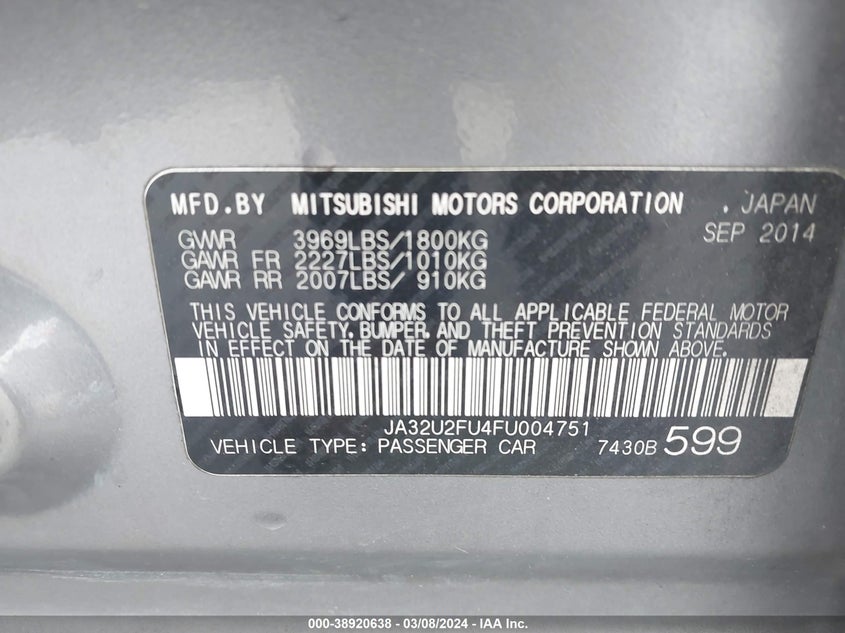 MFD.BY MITSUBISHI MOTORS CORPORATION . JAPAN
SEP 2014
GVWR 3969LBS/1800KG
GAWR FR 2227LBS/1010KG
GAWR RR 2007LBS/ 910KG
THIS VEHICLE CONFORMS TO ALL APPLICABLE FEDERAL MOTOR
VEHICLE SAFETY, BUMPER, AND THEFT PREVENTION STANDARDS
IN EFFECT ON THE DATE OF MANUFACTURE SHOWN ABOVE.
JA32U2FU4FU004751
VEHICLE TYPE: PASSENGER CAR 7430B 599
000-38920638 - 03/08/2024 - IAA Inc.